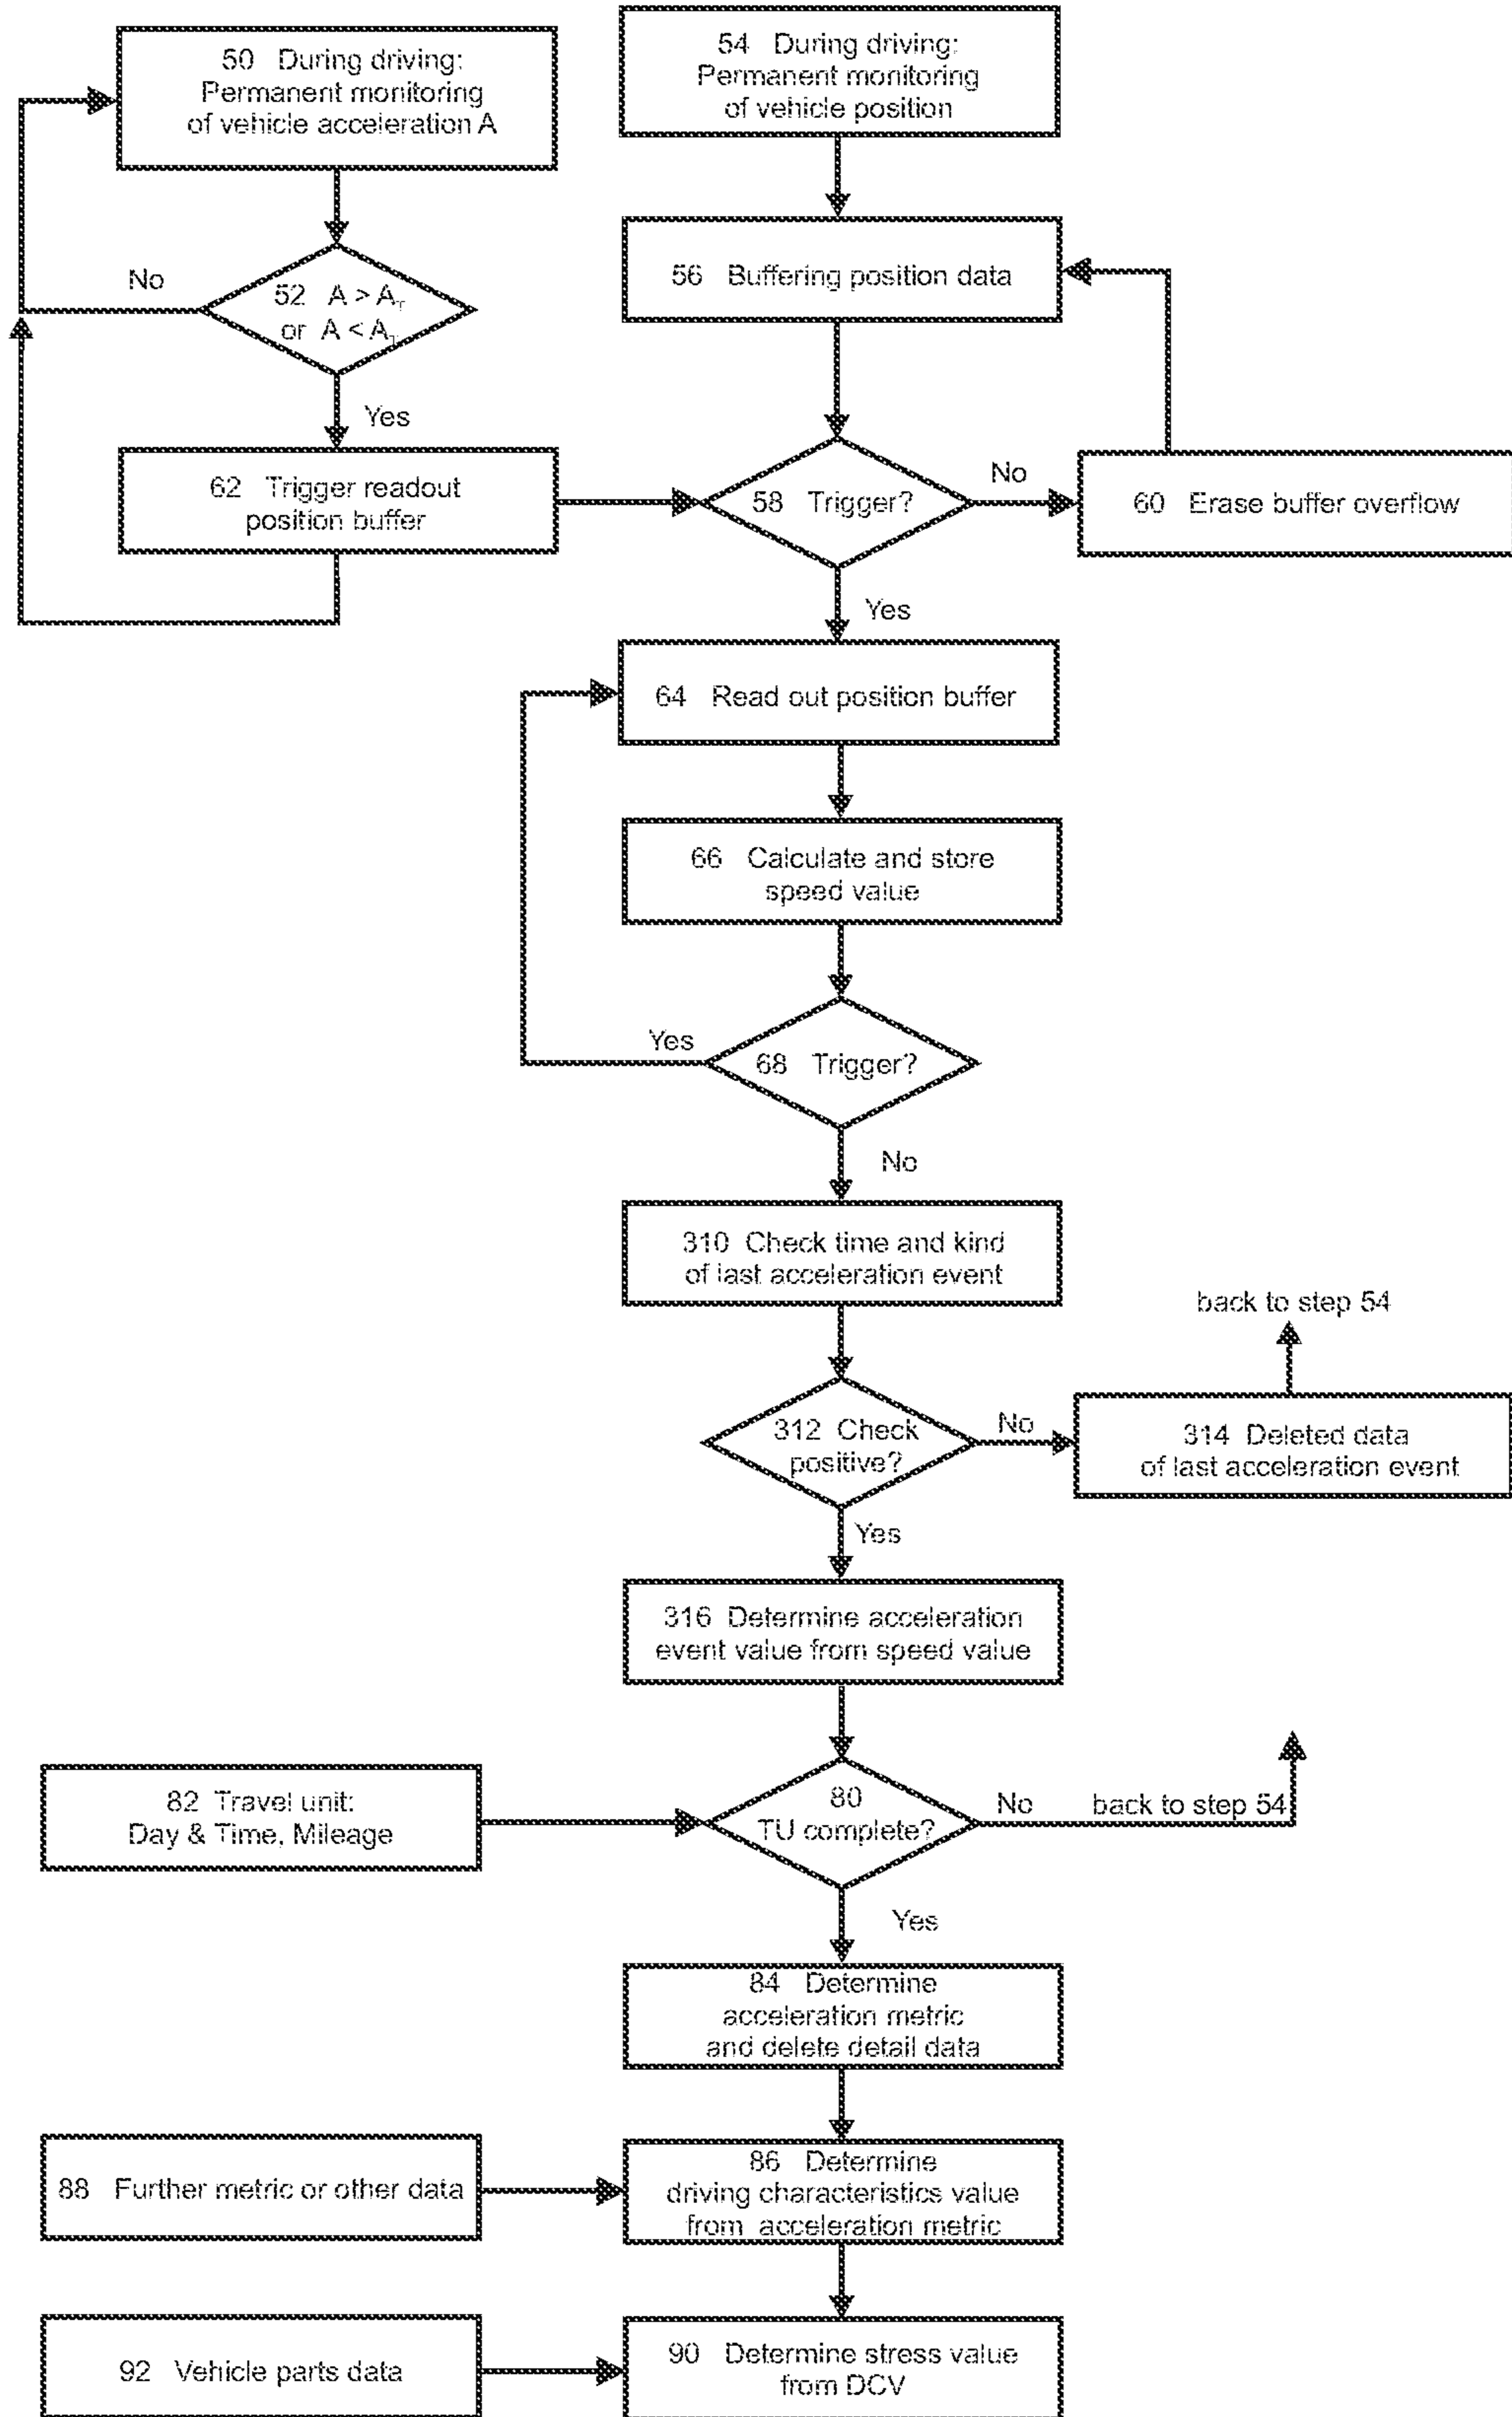 50 During driving:
Permanent monitoring
of vehicle acceleration A
54 During driving:
Permanent monitoring
of vehicle position
No
52 A > A_T
or A < A_T
56 Buffering position data
Yes
62 Trigger readout
position buffer
58 Trigger?
No
60 Erase buffer overflow
Yes
64 Read out position buffer
66 Calculate and store
speed value
Yes
68 Trigger?
No
310 Check time and kind
of last acceleration event
back to step 54
312 Check
positive?
No
314 Deleted data
of last acceleration event
Yes
316 Determine acceleration
event value from speed value
82 Travel unit:
Day & Time, Mileage
80
TU complete?
No
back to step 54
Yes
84 Determine
acceleration metric
and delete detail data
88 Further metric or other data
86 Determine
driving characteristics value
from acceleration metric
92 Vehicle parts data
90 Determine stress value
from DCV